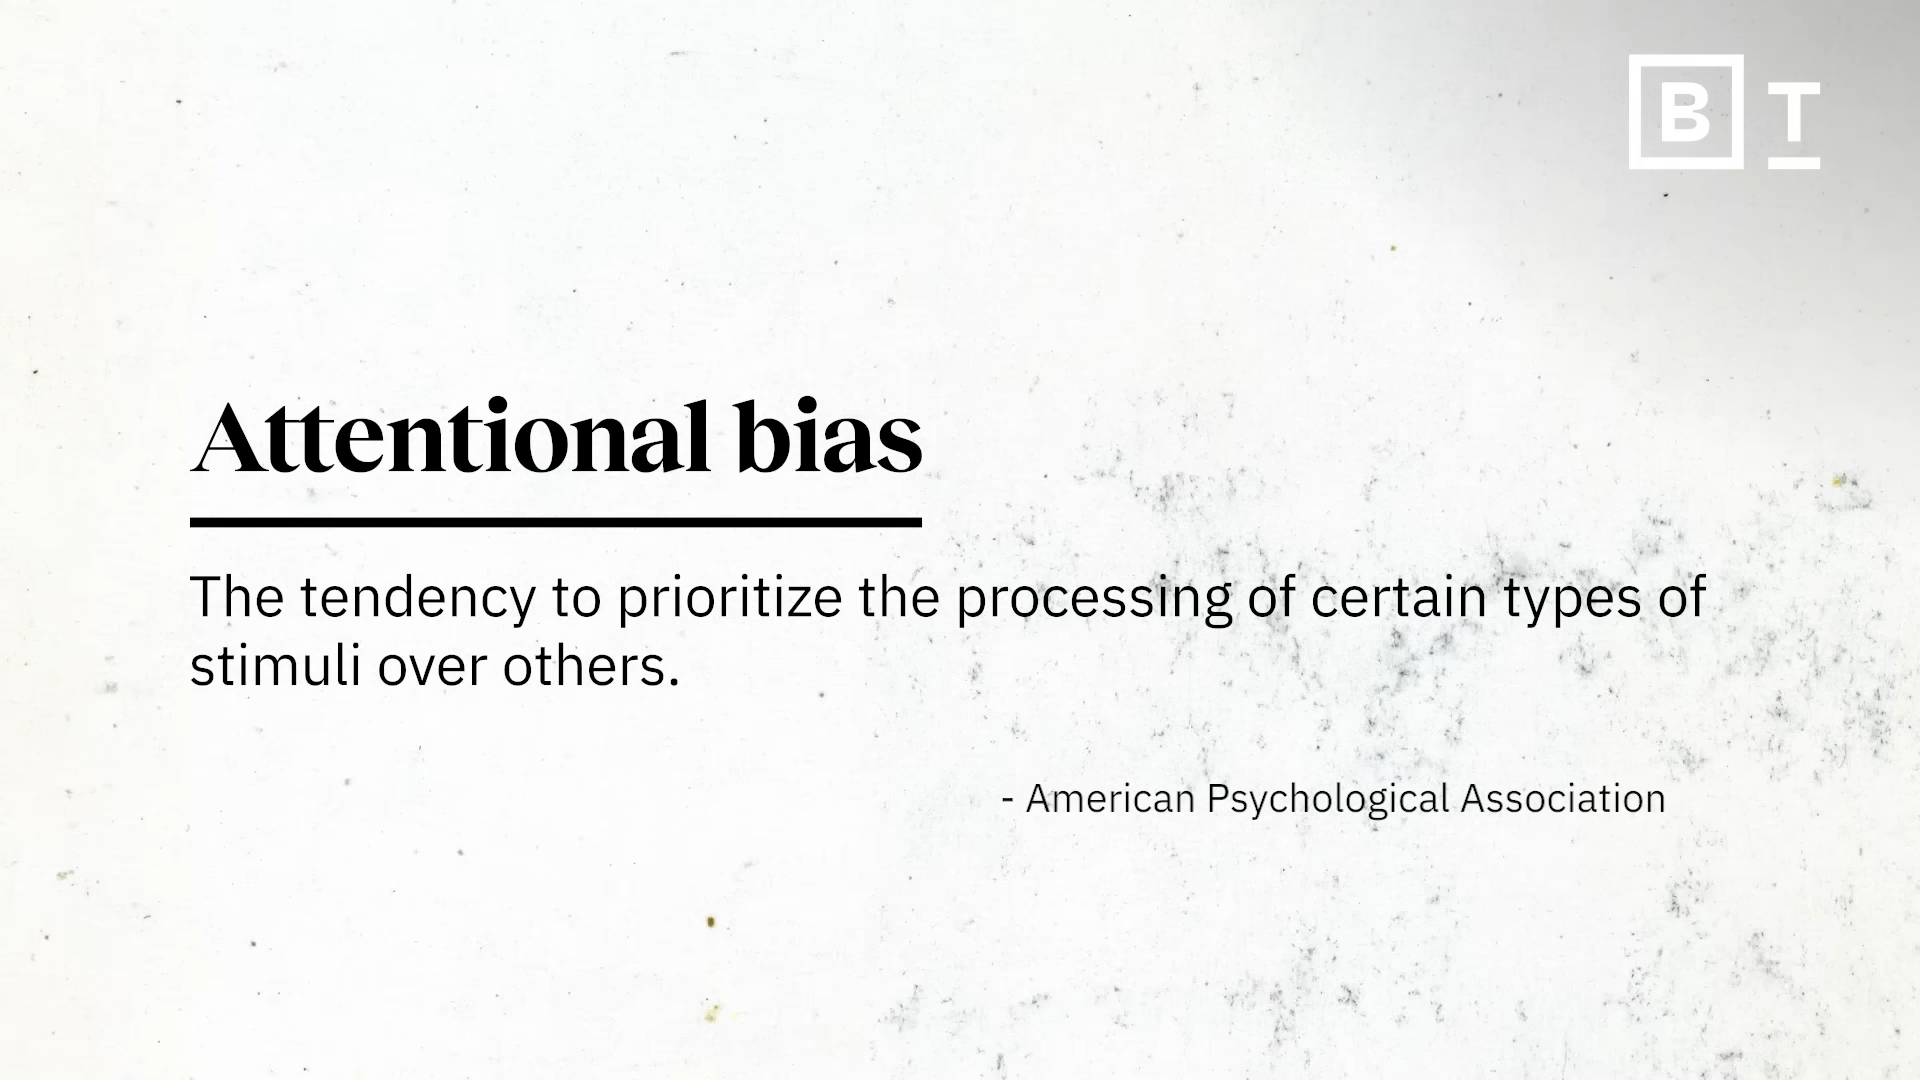 B T
Attentional bias
The tendency to prioritize the processing of certain types of
stimuli over others.
- American Psychological Association